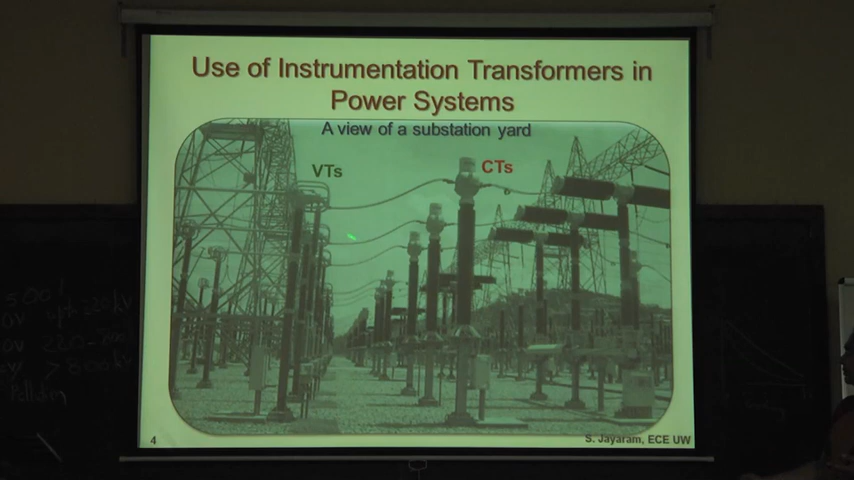 Use of Instrumentation Transformers in
Power Systems
A view of a substation yard
VTs
CTs
4
S. Jayaram, ECE UW